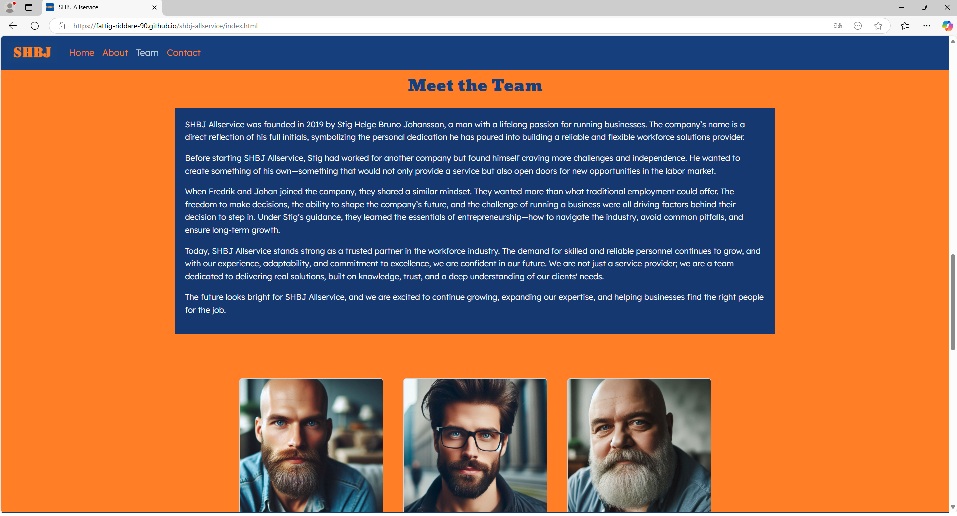 SHBJ Allservice
https://fattig-riddare-90.github.io/shbj-allservice/index.html
SHBJ Home About Team Contact
Meet the Team
SHBJ Allservice was founded in 2019 by Stig Helge Bruno Johansson, a man with a lifelong passion for running businesses. The company's name is a
direct reflection of his full initials, symbolizing the personal dedication he has poured into building a reliable and flexible workforce solutions provider.
Before starting SHBJ Allservice, Stig had worked for another company but found himself craving more challenges and independence. He wanted to
create something of his own—something that would not only provide a service but also open doors for new opportunities in the labor market.
When Fredrik and Johan joined the company, they shared a similar mindset. They wanted more than what traditional employment could offer. The
freedom to make decisions, the ability to shape the company's future, and the challenge of running a business were all driving factors behind their
decision to step in. Under Stig's guidance, they learned the essentials of entrepreneurship—how to navigate the industry, avoid common pitfalls, and
ensure long-term growth.
Today, SHBJ Allservice stands strong as a trusted partner in the workforce industry. The demand for skilled and reliable personnel continues to grow, and
with our experience, adaptability, and commitment to excellence, we are confident in our future. We are not just a service provider; we are a team
dedicated to delivering real solutions, built on knowledge, trust, and a deep understanding of our clients' needs.
The future looks bright for SHBJ Allservice, and we are excited to continue growing, expanding our expertise, and helping businesses find the right people
for the job.